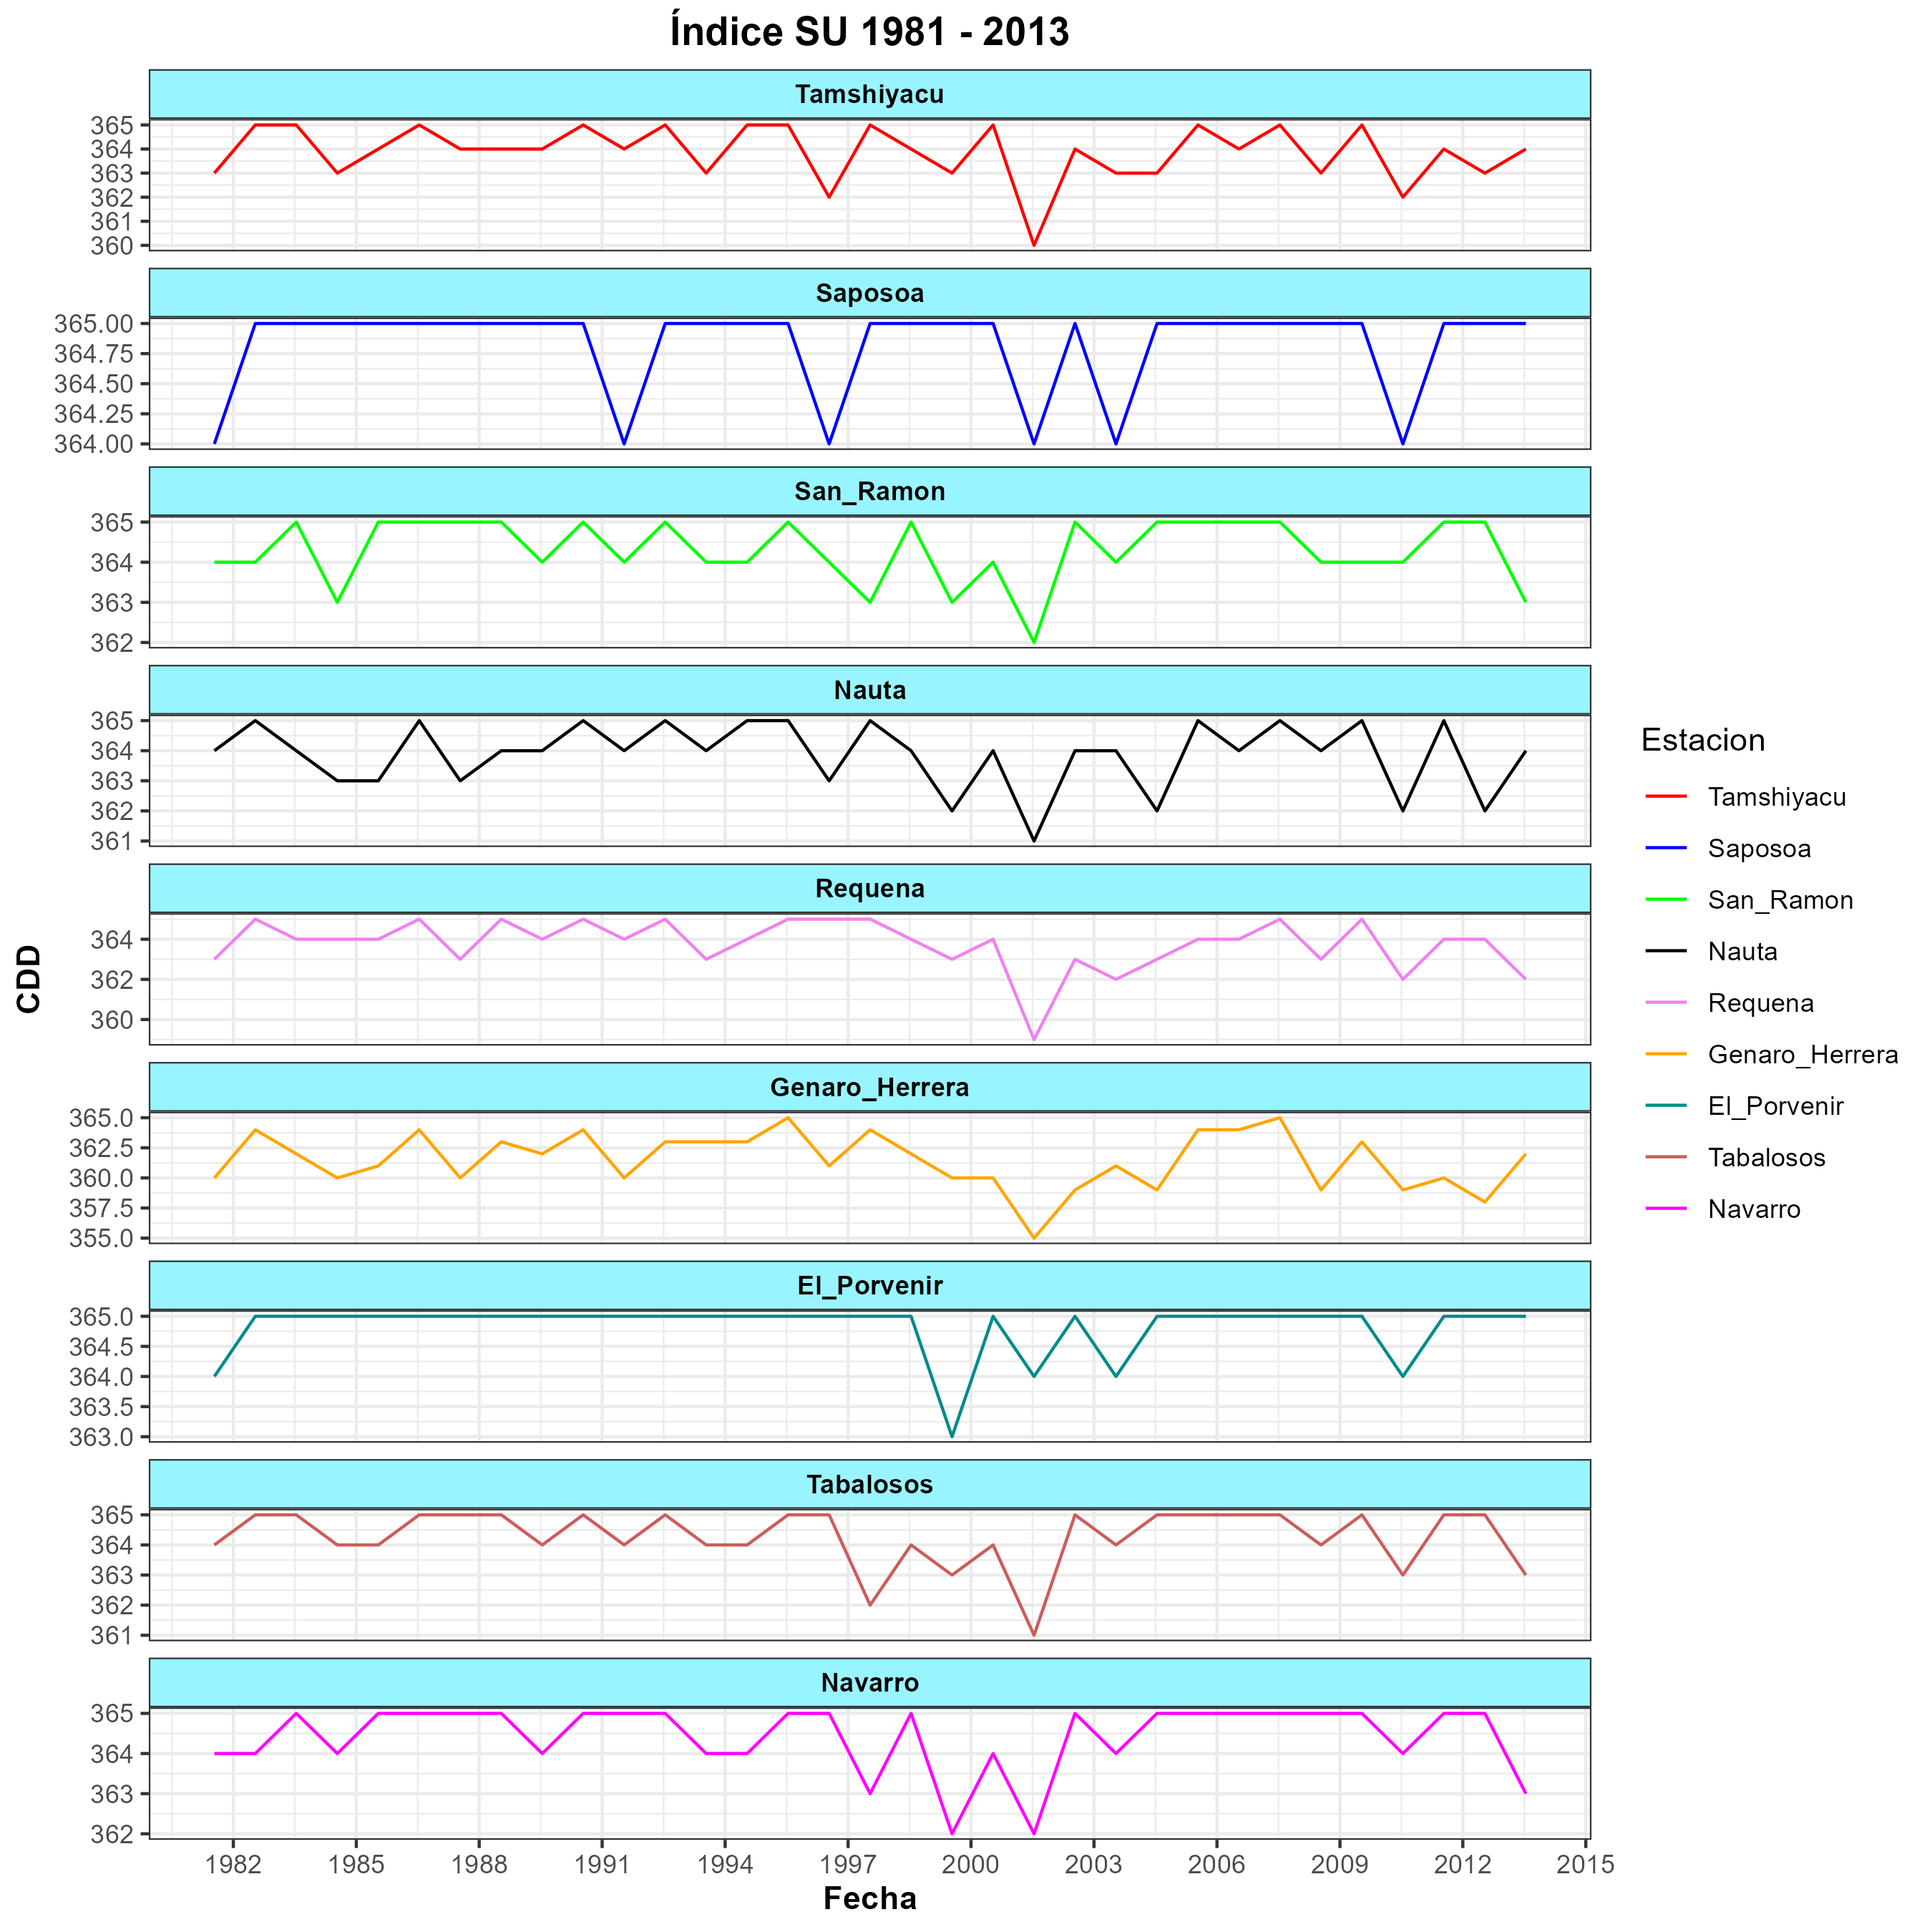 Índice SU 1981 - 2013
Tamshiyacu
365
364
363
362
361
360
Saposoa
365.00
364.75
364.50
364.25
364.00
San_Ramon
365
364
363
362
Nauta
365
364
363
362
361
Requena
364
362
360
Genaro_Herrera
365.0
362.5
360.0
357.5
355.0
El_Porvenir
365.0
364.5
364.0
363.5
363.0
Tabalosos
365
364
363
362
361
Navarro
365
364
363
362
1982 1985 1988 1991 1994 1997 2000 2003 2006 2009 2012 2015
Fecha
CDD
Estacion
Tamshiyacu
Saposoa
San_Ramon
Nauta
Requena
Genaro_Herrera
El_Porvenir
Tabalosos
Navarro